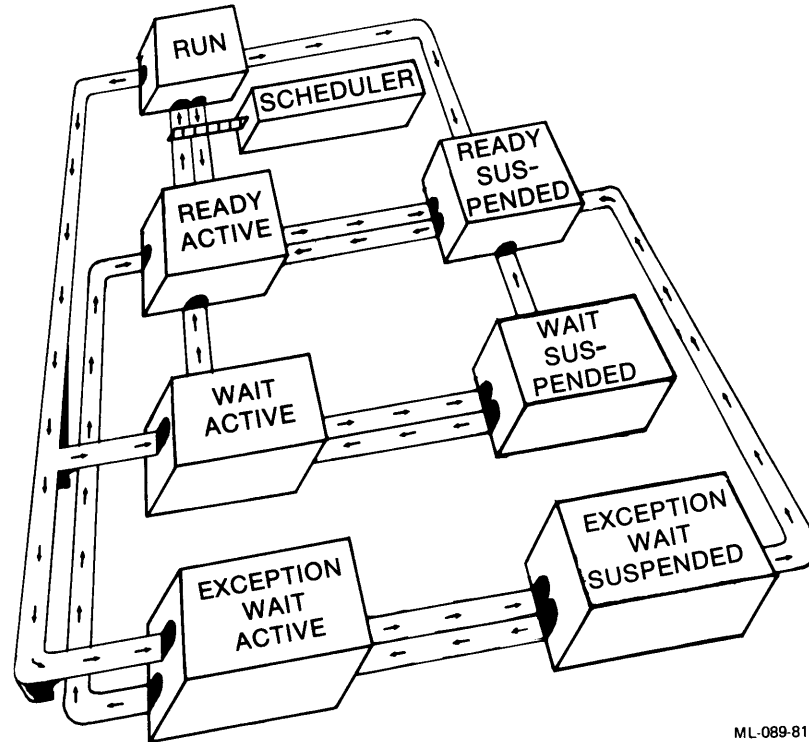 RUN
SCHEDULER
READY
SUS-
PENDED
READY
ACTIVE
WAIT
SUS-
PENDED
WAIT
ACTIVE
EXCEPTION
WAIT
SUSPENDED
EXCEPTION
WAIT
ACTIVE
ML-089-81